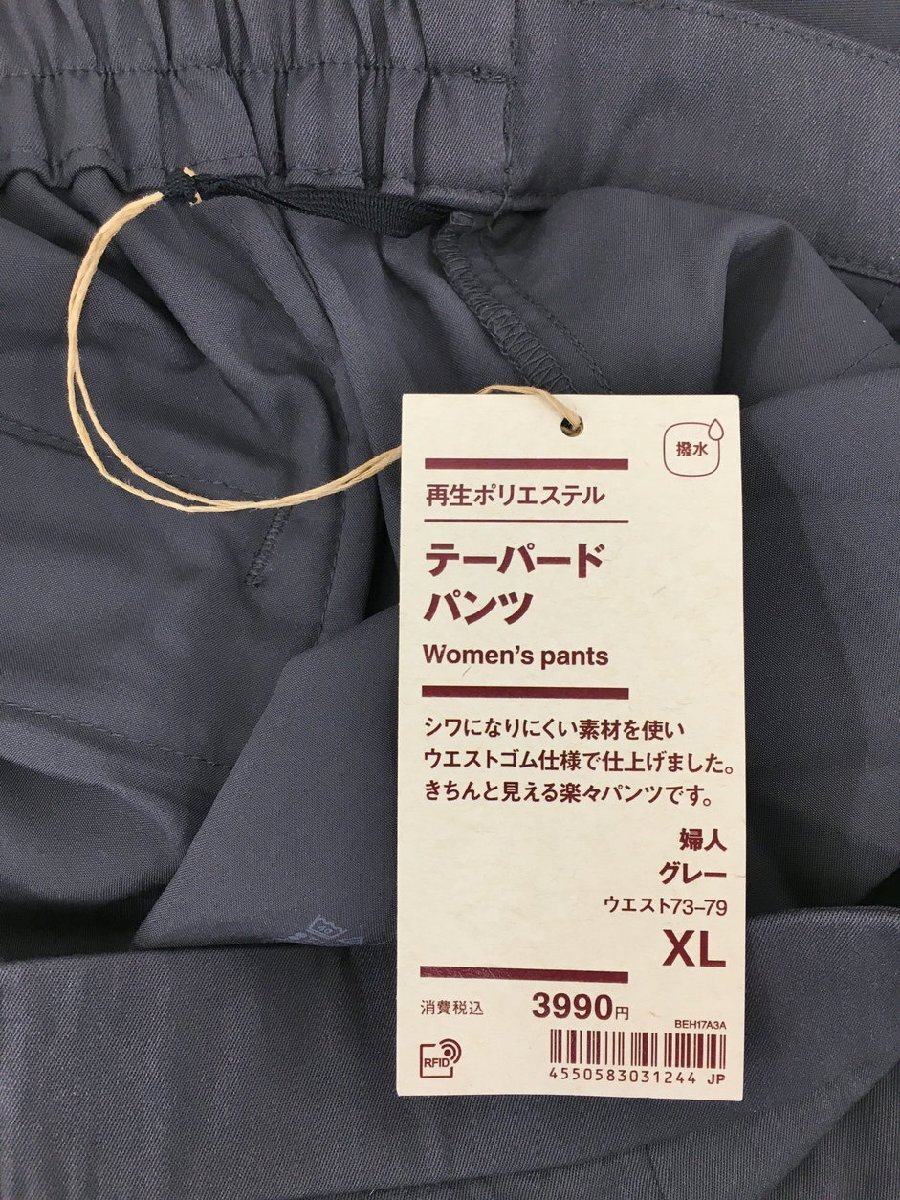 撥水
再生ポリエステル
テーパード
パンツ
Women's pants
シワになりにくい素材を使い
ウエストゴム仕様で仕上げました。
きちんと見える楽々パンツです。
婦人
グレー
ウエスト73-79
XL
消費税込 3990円
BEH17A3A
RFID
4550583031244 JP